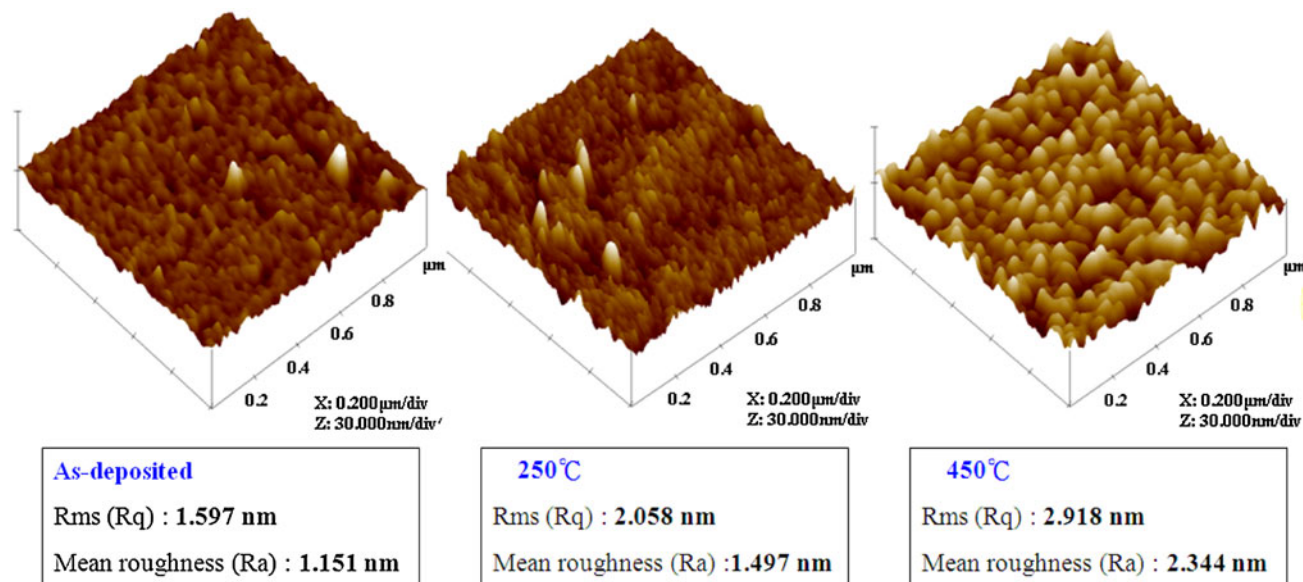 μm
0.8
0.6
0.4
0.2
X: 0.200μm/div
Z: 30.000nm/div
μm
0.8
0.6
0.4
0.2
X: 0.200μm/div
Z: 30.000nm/div
μm
0.8
0.6
0.4
0.2
X: 0.200μm/div
Z: 30.000nm/div
As-deposited
Rms (Rq) : 1.597 nm
Mean roughness (Ra) : 1.151 nm
250℃
Rms (Rq) : 2.058 nm
Mean roughness (Ra) :1.497 nm
450℃
Rms (Rq) : 2.918 nm
Mean roughness (Ra) : 2.344 nm